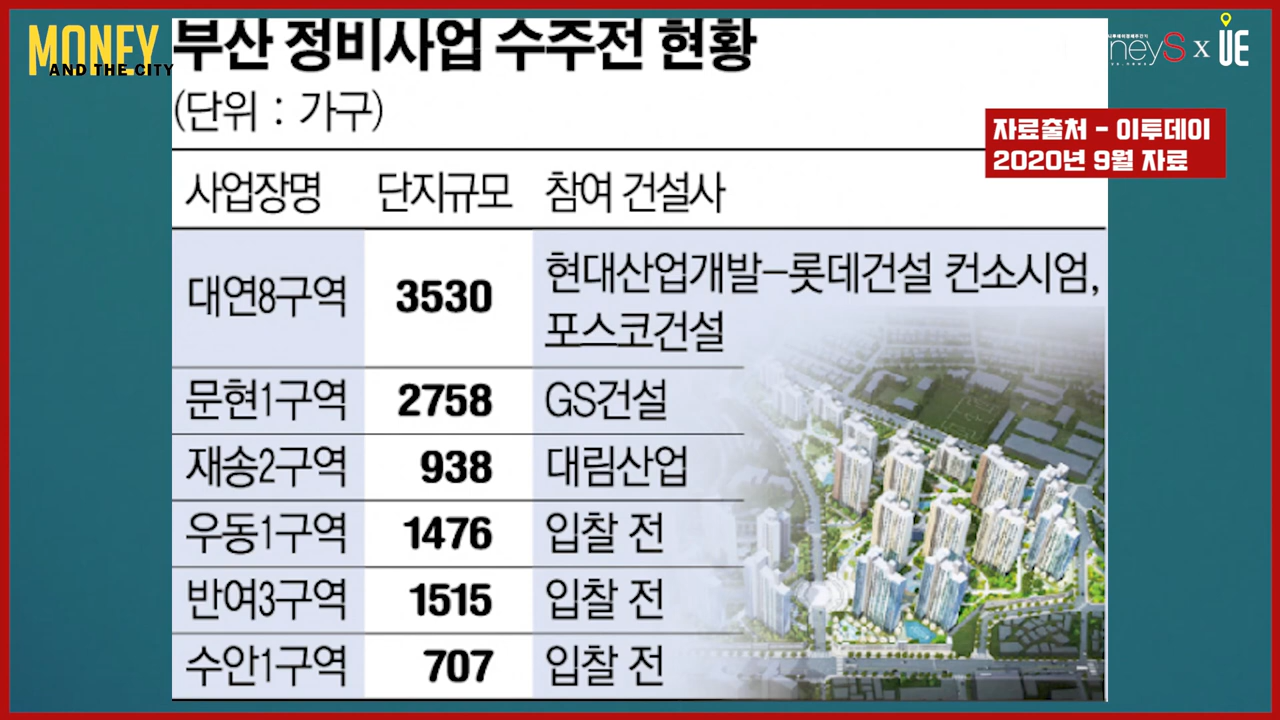 MONEY
AND THE CITY
부산 정비사업 수주전 현황
(단위 : 가구)
neyS x UE
자료출처 - 이투데이
2020년 9월 자료
사업장명 단지규모 참여 건설사
대연8구역 3530 현대산업개발-롯데건설 컨소시엄,
포스코건설
문현1구역 2758 GS건설
재송2구역 938 대림산업
우동1구역 1476 입찰 전
반여3구역 1515 입찰 전
수안1구역 707 입찰 전